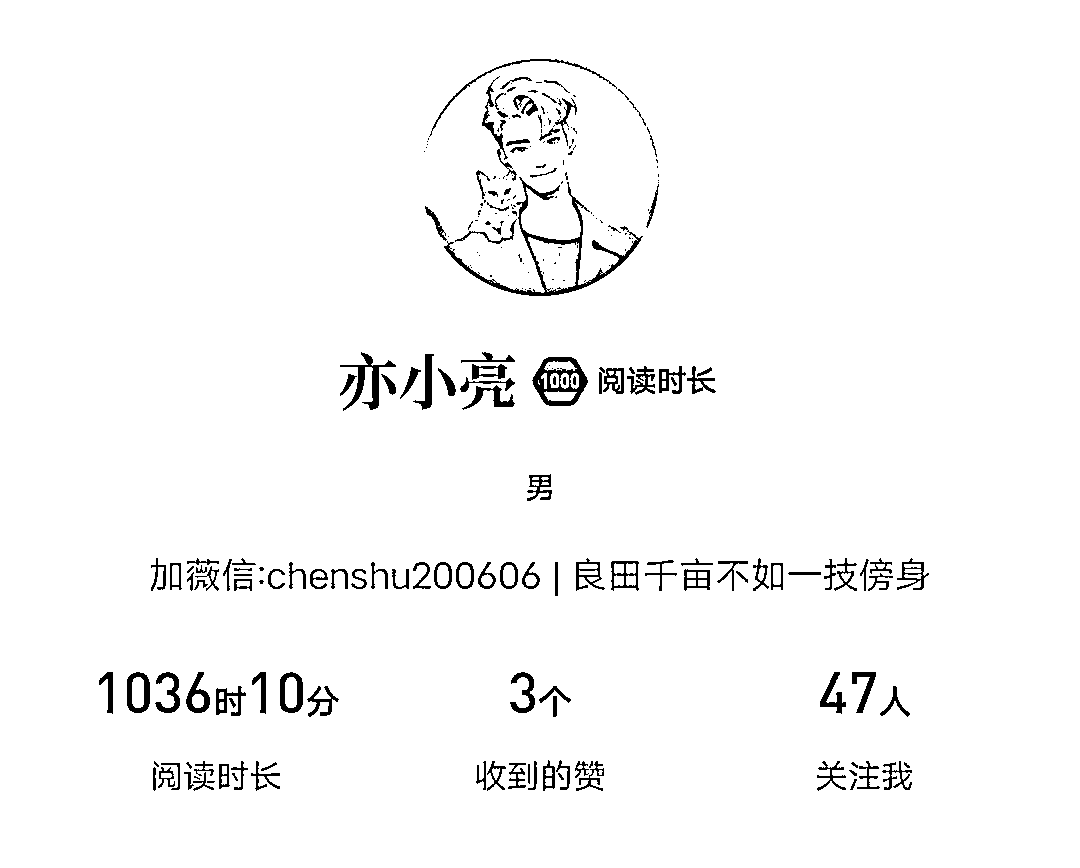 亦小亮 1000 阅读时长
男
加薇信:chenshu200606 | 良田千亩不如一技傍身
1036时10分 3个 47人
阅读时长 收到的赞 关注我